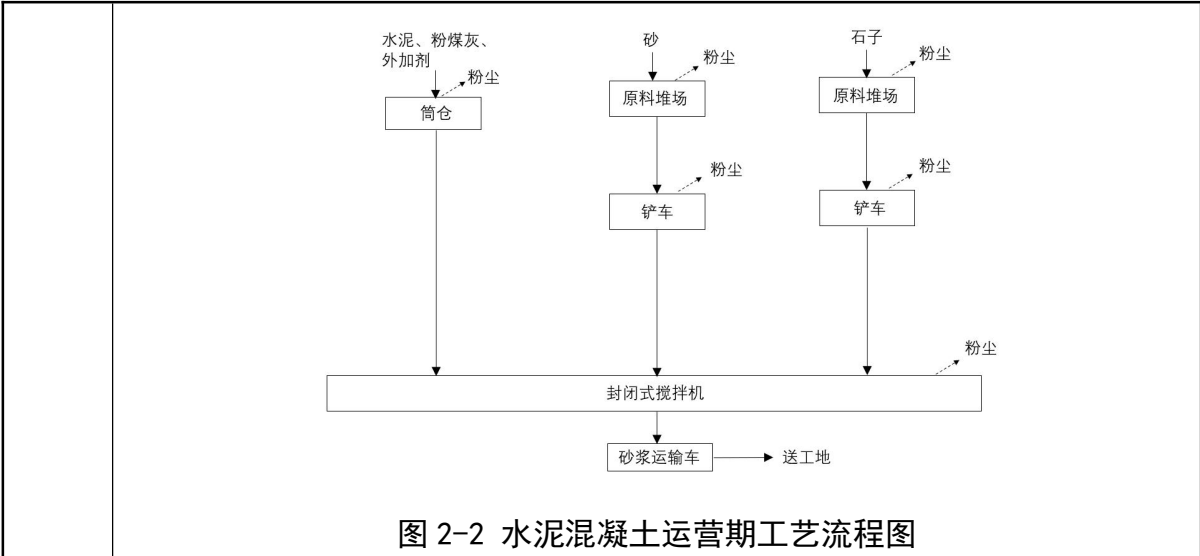 水泥、粉煤灰、
外加剂
粉尘
筒仓
砂
粉尘
原料堆场
粉尘
铲车
石子
粉尘
原料堆场
粉尘
铲车
粉尘
封闭式搅拌机
砂浆运输车
送工地
图 2-2 水泥混凝土运营期工艺流程图